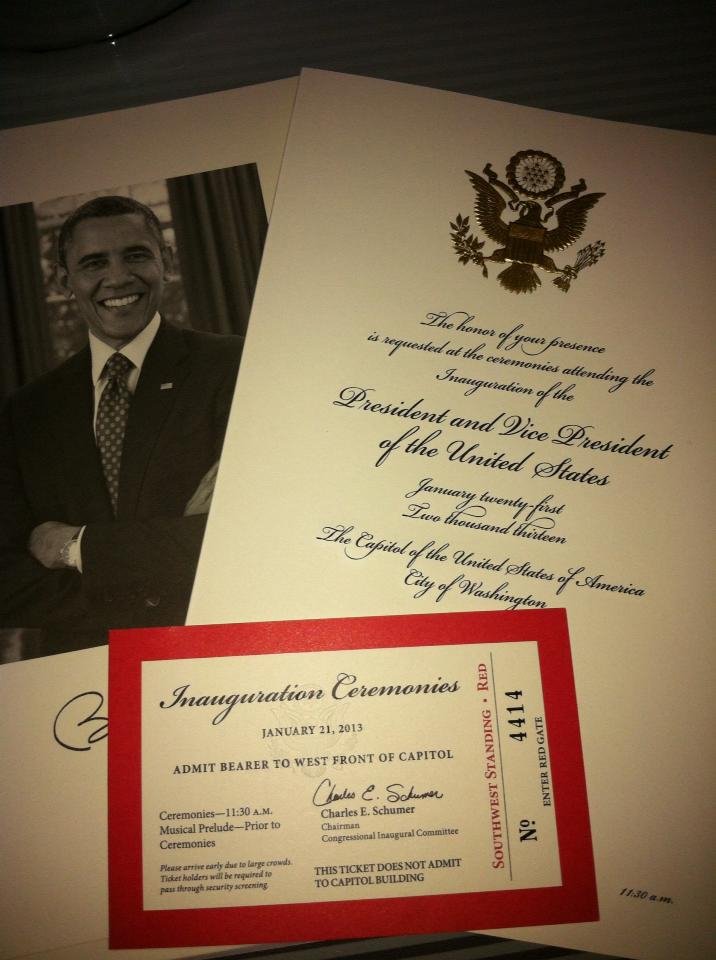 The honor of your presence
is requested at the ceremonies attending the
Inauguration of the
President and Vice President
of the United States
January twenty-first
Two thousand thirteen
The Capitol of the United States of America
City of Washington
11:30 a.m.
Inauguration Ceremonies
JANUARY 21, 2013
ADMIT BEARER TO WEST FRONT OF CAPITOL
Ceremonies—11:30 A.M.
Musical Prelude—Prior to
Ceremonies
Please arrive early due to large crowds.
Ticket holders will be required to
pass through security screening.
Charles E. Schumer
Charles E. Schumer
Chairman
Congressional Inaugural Committee
THIS TICKET DOES NOT ADMIT
TO CAPITOL BUILDING
SOUTHWEST STANDING • RED
No 4414
ENTER RED GATE